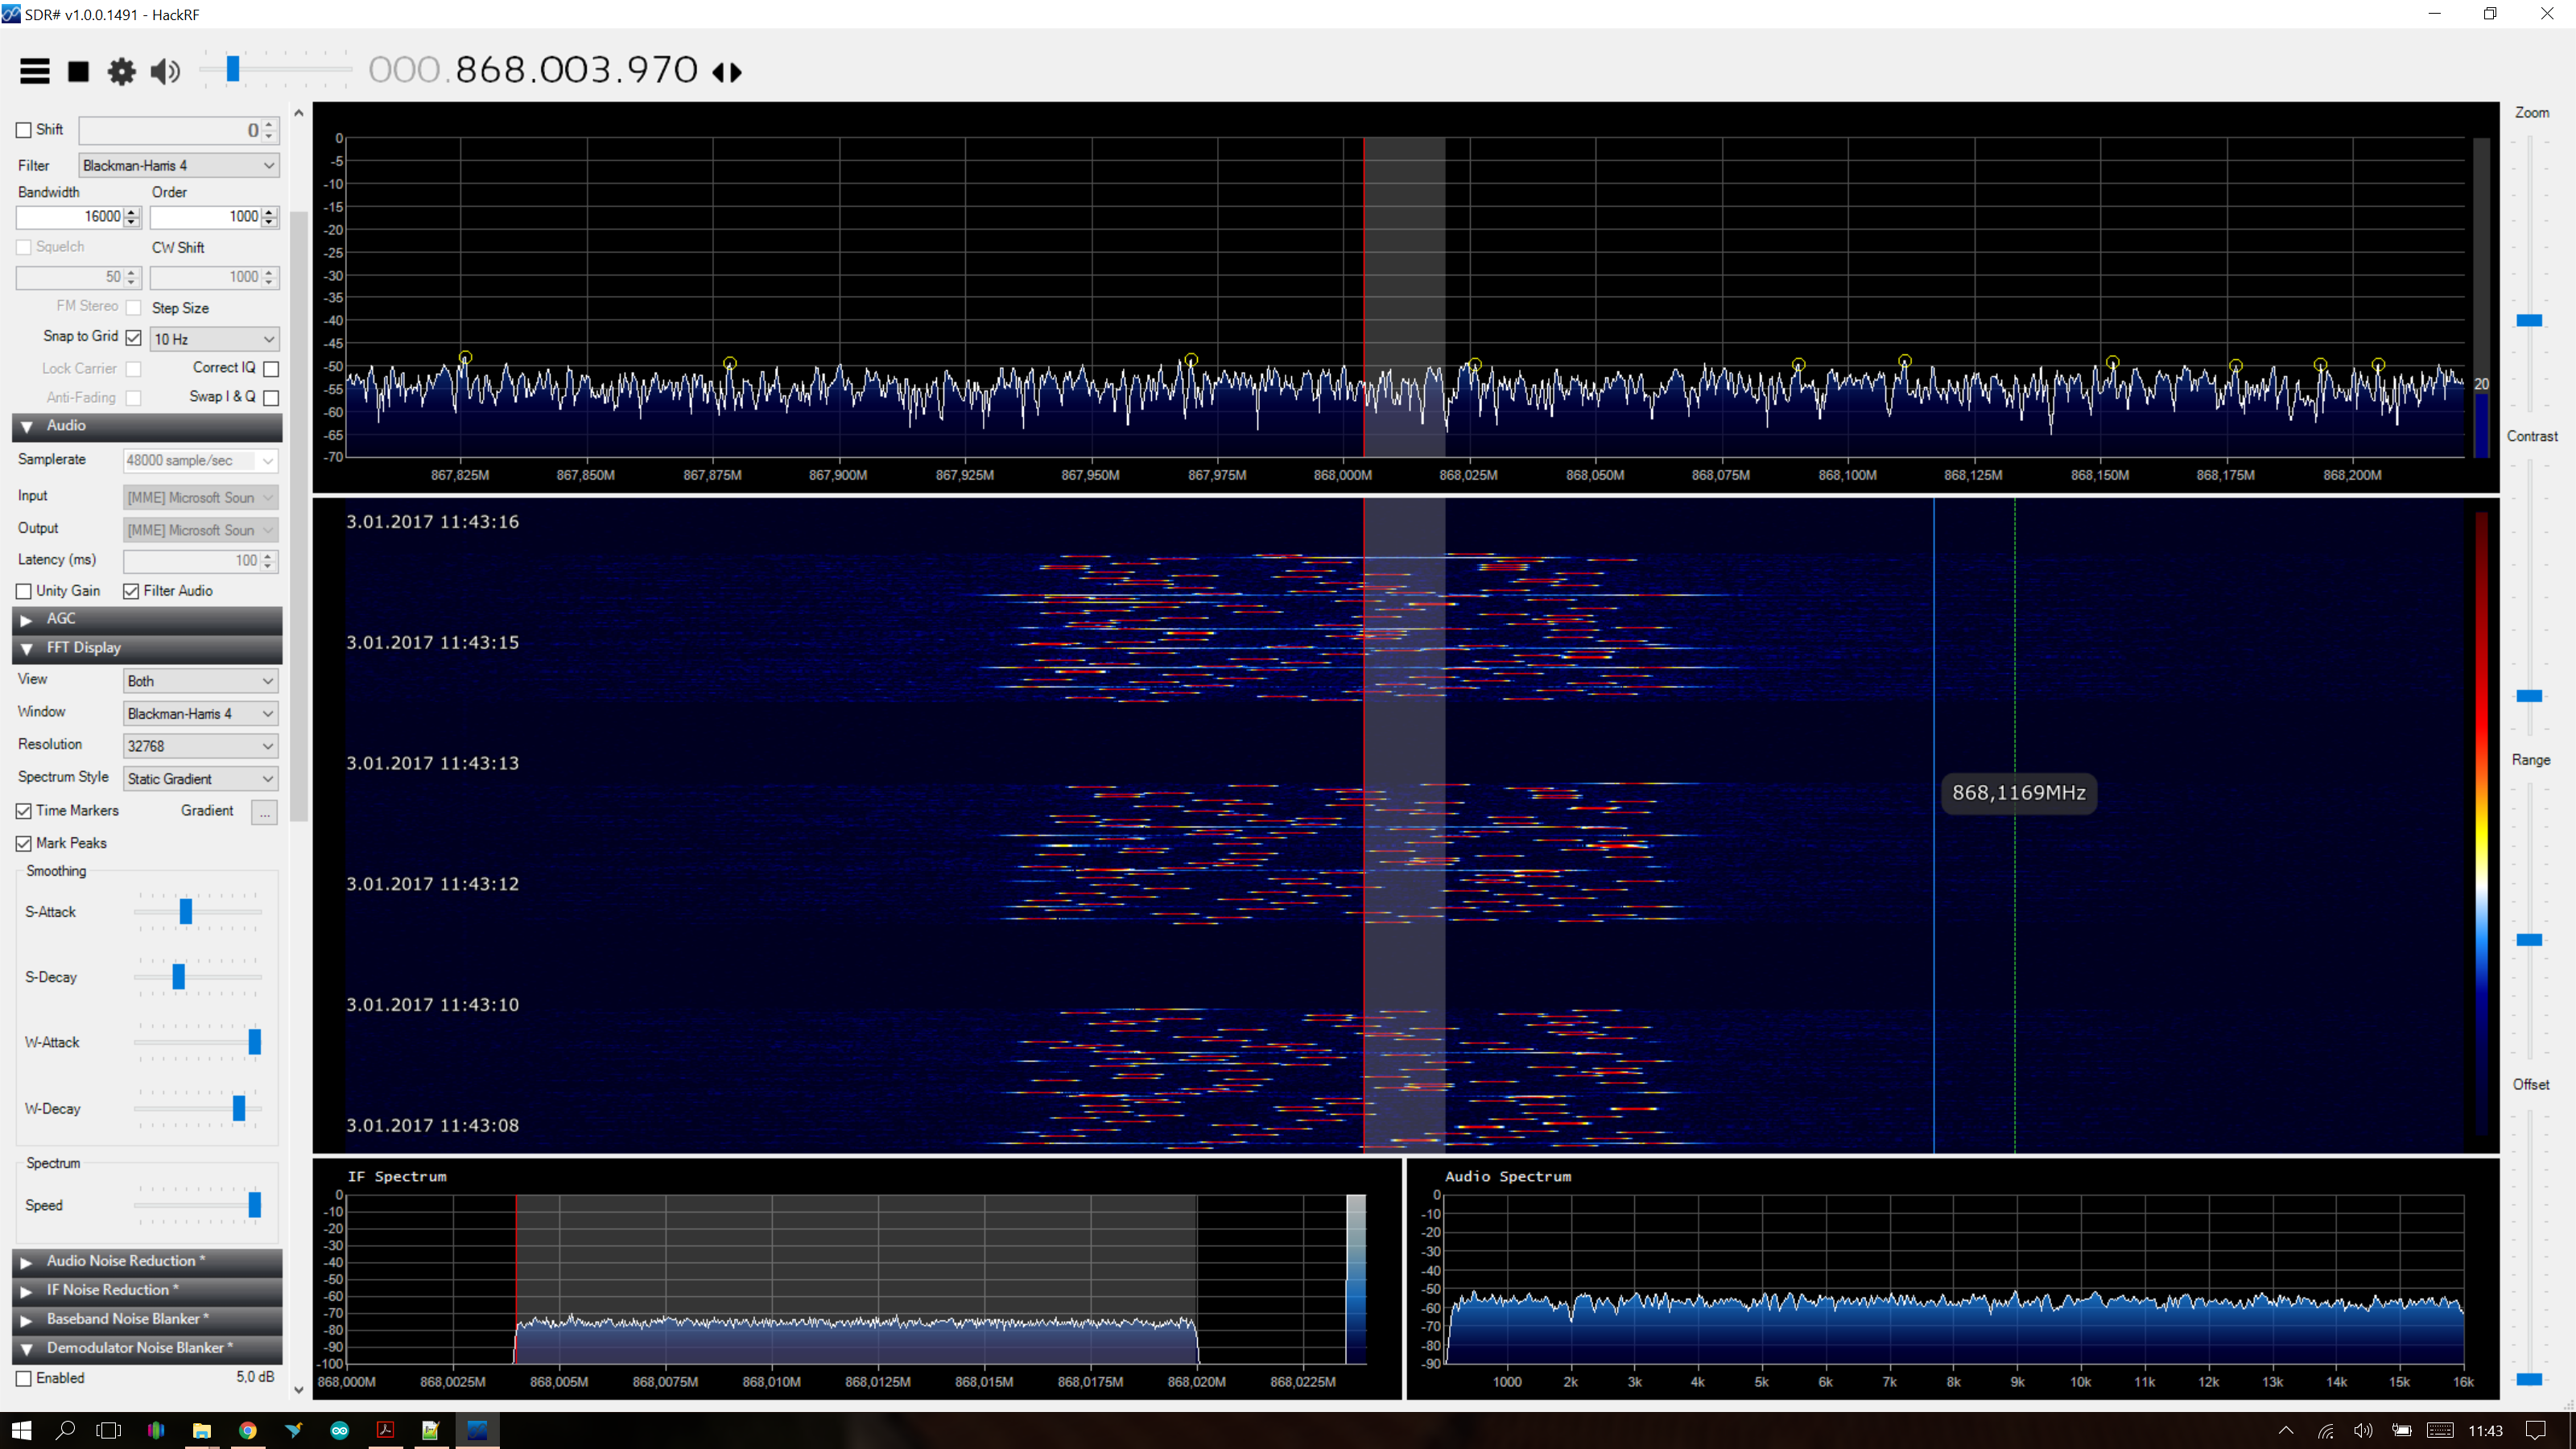 SDR# v1.0.0.1491 - HackRF
000.868.003.970
Shift 0
Filter Blackman-Harris 4
Bandwidth Order
16000 1000
Squelch CW Shift
50 1000
FM Stereo Step Size
Snap to Grid 10 Hz
Lock Carrier Correct IQ
Anti-Fading Swap I & Q
Audio
Samplerate 48000 sample/sec
Input [MME] Microsoft Soun
Output [MME] Microsoft Soun
Latency (ms) 100
Unity Gain Filter Audio
AGC
FFT Display
View Both
Window Blackman-Harris 4
Resolution 32768
Spectrum Style Static Gradient
Time Markers Gradient ...
Mark Peaks
Smoothing
S-Attack
S-Decay
W-Attack
W-Decay
Spectrum
Speed
Audio Noise Reduction *
IF Noise Reduction *
Baseband Noise Blanker *
Demodulator Noise Blanker *
Enabled 5,0 dB
0
-5
-10
-15
-20
-25
-30
-35
-40
-45
-50
-55
-60
-65
-70
20
867,825M 867,850M 867,875M 867,900M 867,925M 867,950M 867,975M 868,000M 868,025M 868,050M 868,075M 868,100M 868,125M 868,150M 868,175M 868,200M
3.01.2017 11:43:16
3.01.2017 11:43:15
3.01.2017 11:43:13
868,1169MHz
3.01.2017 11:43:12
3.01.2017 11:43:10
3.01.2017 11:43:08
IF Spectrum
0
-10
-20
-30
-40
-50
-60
-70
-80
-90
-100
868,000M 868,0025M 868,005M 868,0075M 868,010M 868,0125M 868,015M 868,0175M 868,020M 868,0225M
Audio Spectrum
0
-10
-20
-30
-40
-50
-60
-70
-80
-90
1000 2k 3k 4k 5k 6k 7k 8k 9k 10k 11k 12k 13k 14k 15k 16k
Zoom
Contrast
Range
Offset
11:43